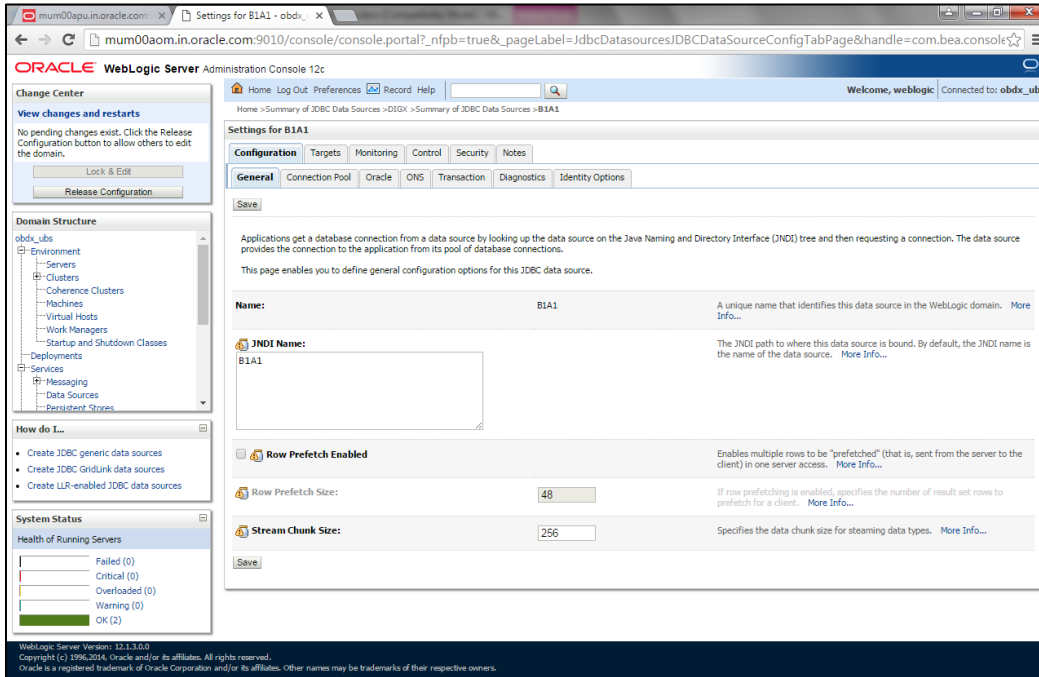 mum00apu.in.oracle.com
Settings for B1A1 - obdx_
mum00aom.in.oracle.com:9010/console/console.portal?_nfpb=true&_pageLabel=JdbcDatasourcesJDBCDataSourceConfigTabPage&handle=com.bea.console
ORACLE WebLogic Server Administration Console 12c
Change Center
View changes and restarts
No pending changes exist. Click the Release
Configuration button to allow others to edit
the domain.
Lock & Edit
Release Configuration
Domain Structure
obdx_ubs
Environment
Servers
Clusters
Coherence Clusters
Machines
Virtual Hosts
Work Managers
Startup and Shutdown Classes
Deployments
Services
Messaging
Data Sources
Persistent Stores
How do I...
Create JDBC generic data sources
Create JDBC GridLink data sources
Create LLR-enabled JDBC data sources
System Status
Health of Running Servers
Failed (0)
Critical (0)
Overloaded (0)
Warning (0)
OK (2)
Home Log Out Preferences Record Help
Welcome, weblogic Connected to: obdx_ub
Home >Summary of JDBC Data Sources >DIGX >Summary of JDBC Data Sources >B1A1
Settings for B1A1
Configuration Targets Monitoring Control Security Notes
General Connection Pool Oracle ONS Transaction Diagnostics Identity Options
Save
Applications get a database connection from a data source by looking up the data source on the Java Naming and Directory Interface (JNDI) tree and then requesting a connection. The data source
provides the connection to the application from its pool of database connections.
This page enables you to define general configuration options for this JDBC data source.
Name: B1A1 A unique name that identifies this data source in the WebLogic domain. More
Info...
JNDI Name: The JNDI path to where this data source is bound. By default, the JNDI name is
the name of the data source. More Info...
B1A1
Row Prefetch Enabled Enables multiple rows to be "prefetched" (that is, sent from the server to the
client) in one server access. More Info...
Row Prefetch Size: 48 If row prefetching is enabled, specifies the number of result set rows to
prefetch for a client. More Info...
Stream Chunk Size: 256 Specifies the data chunk size for steaming data types. More Info...
Save
WebLogic Server Version: 12.1.3.0.0
Copyright (c) 1996,2014, Oracle and/or its affiliates. All rights reserved.
Oracle is a registered trademark of Oracle Corporation and/or its affiliates. Other names may be trademarks of their respective owners.